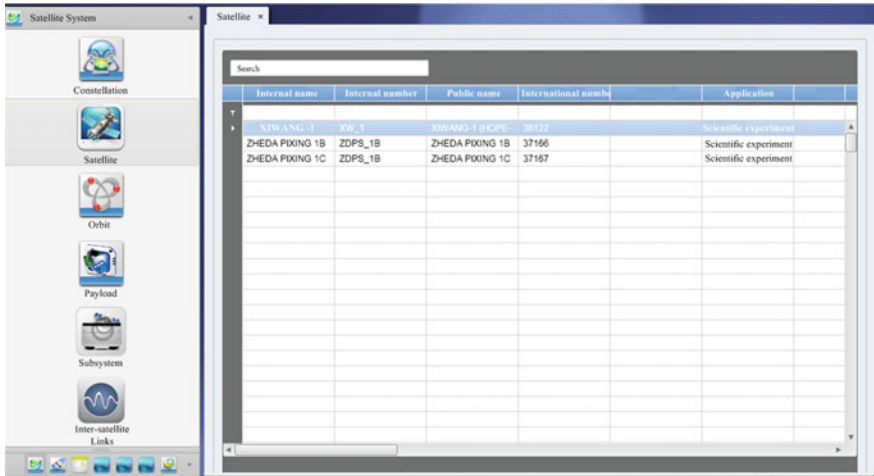 Satellite System
Constellation
Satellite
Orbit
Payload
Subsystem
Inter-satellite
Links
Satellite ×
Search
Internal name Internal number Public name International numbe Application
XIWANG -1 XW_1 XIWANG-1 (HOPE- 36122 Scientific experiment
ZHEDA PIXING 1B ZDPS_1B ZHEDA PIXING 1B 37166 Scientific experiment
ZHEDA PIXING 1C ZDPS_1B ZHEDA PIXING 1C 37167 Scientific experiment